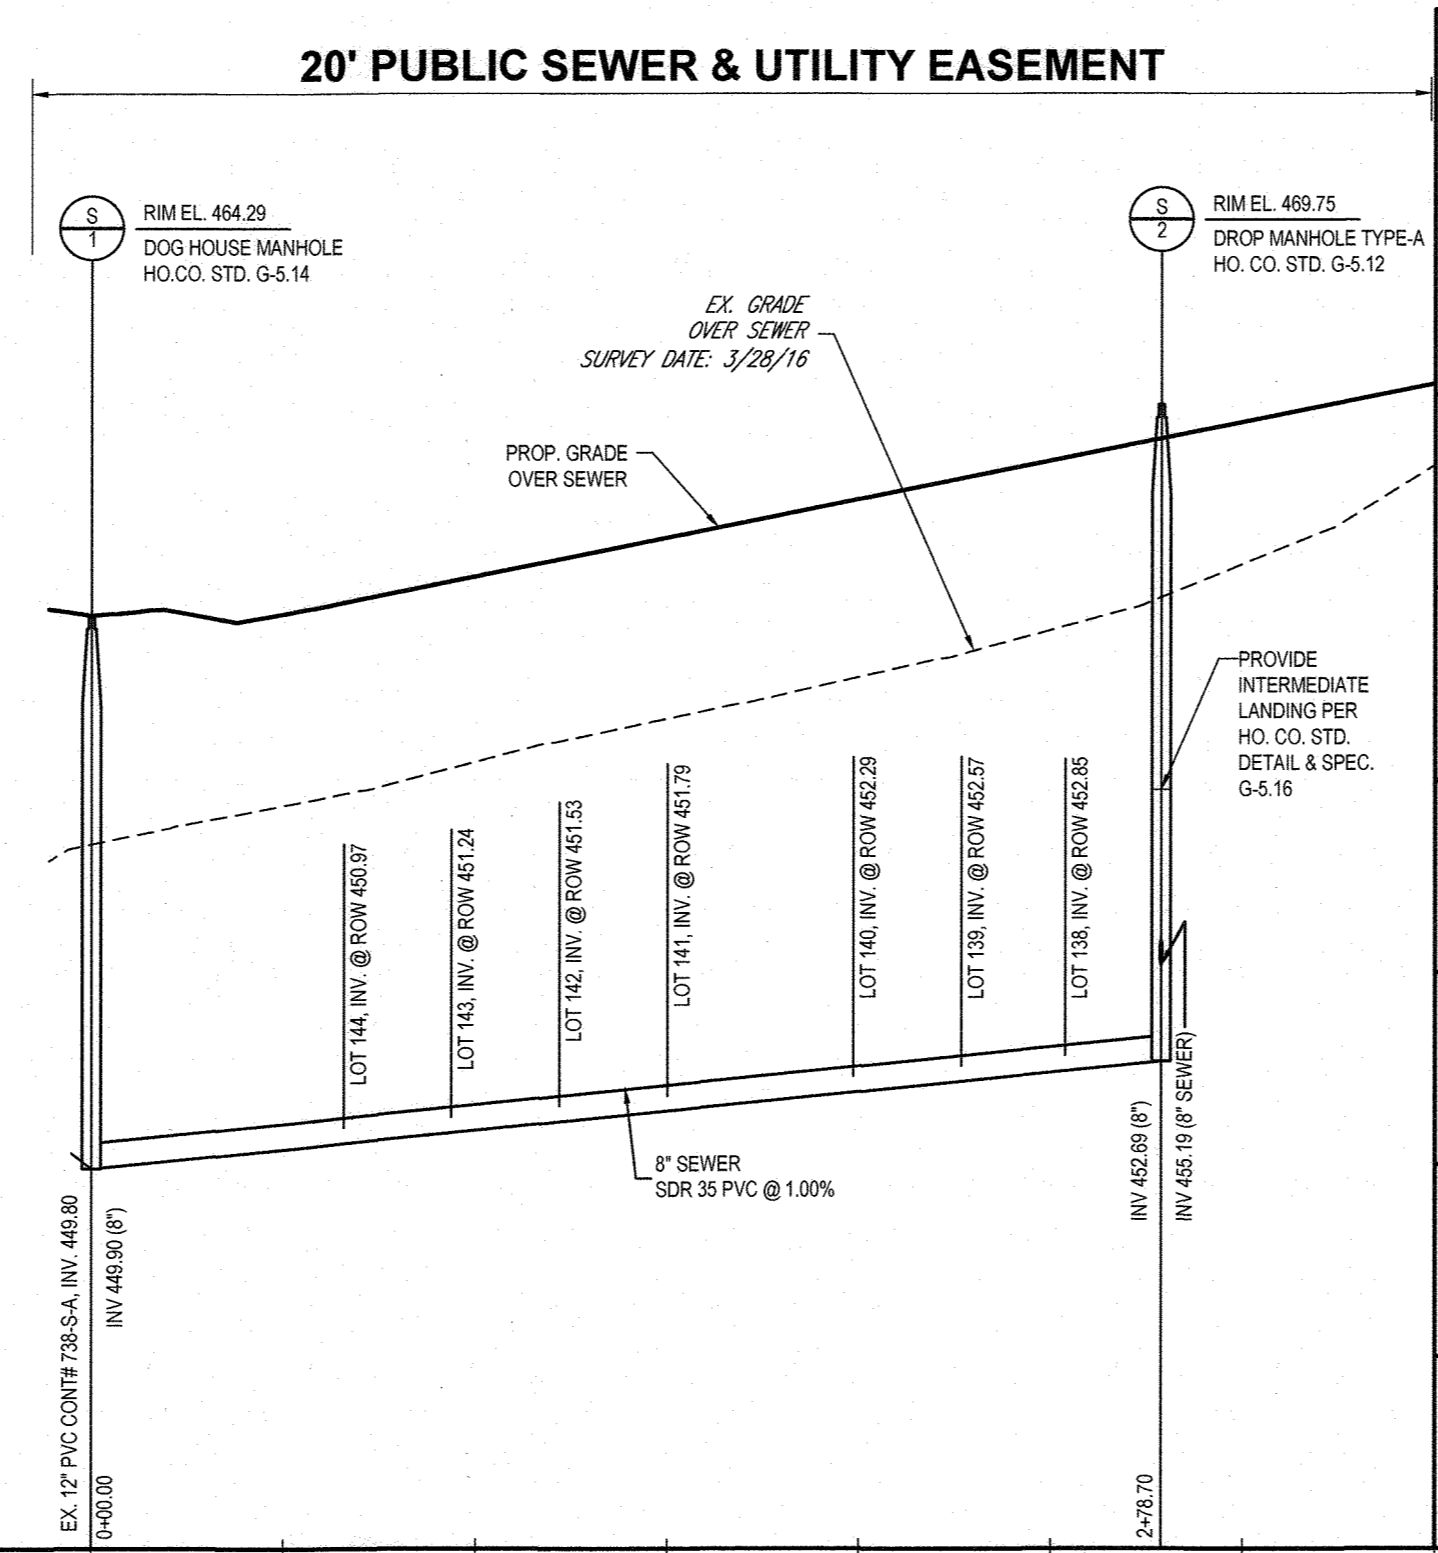 20' PUBLIC SEWER & UTILITY EASEMENT
S
1
RIM EL. 464.29
DOG HOUSE MANHOLE
HO.CO. STD. G-5.14
S
2
RIM EL. 469.75
DROP MANHOLE TYPE-A
HO. CO. STD. G-5.12
EX. GRADE
OVER SEWER
SURVEY DATE: 3/28/16
PROP. GRADE
OVER SEWER
PROVIDE
INTERMEDIATE
LANDING PER
HO. CO. STD.
DETAIL & SPEC.
G-5.16
LOT 144, INV. @ ROW 450.97
LOT 143, INV. @ ROW 451.24
LOT 142, INV. @ ROW 451.53
LOT 141, INV. @ ROW 451.79
LOT 140, INV. @ ROW 452.29
LOT 139, INV. @ ROW 452.57
LOT 138, INV. @ ROW 452.85
8" SEWER
SDR 35 PVC @ 1.00%
EX. 12" PVC CONT# 738-S-A, INV. 449.80
INV 449.90 (8")
0+00.00
INV 452.69 (8")
INV 455.19 (8" SEWER)
2+78.70